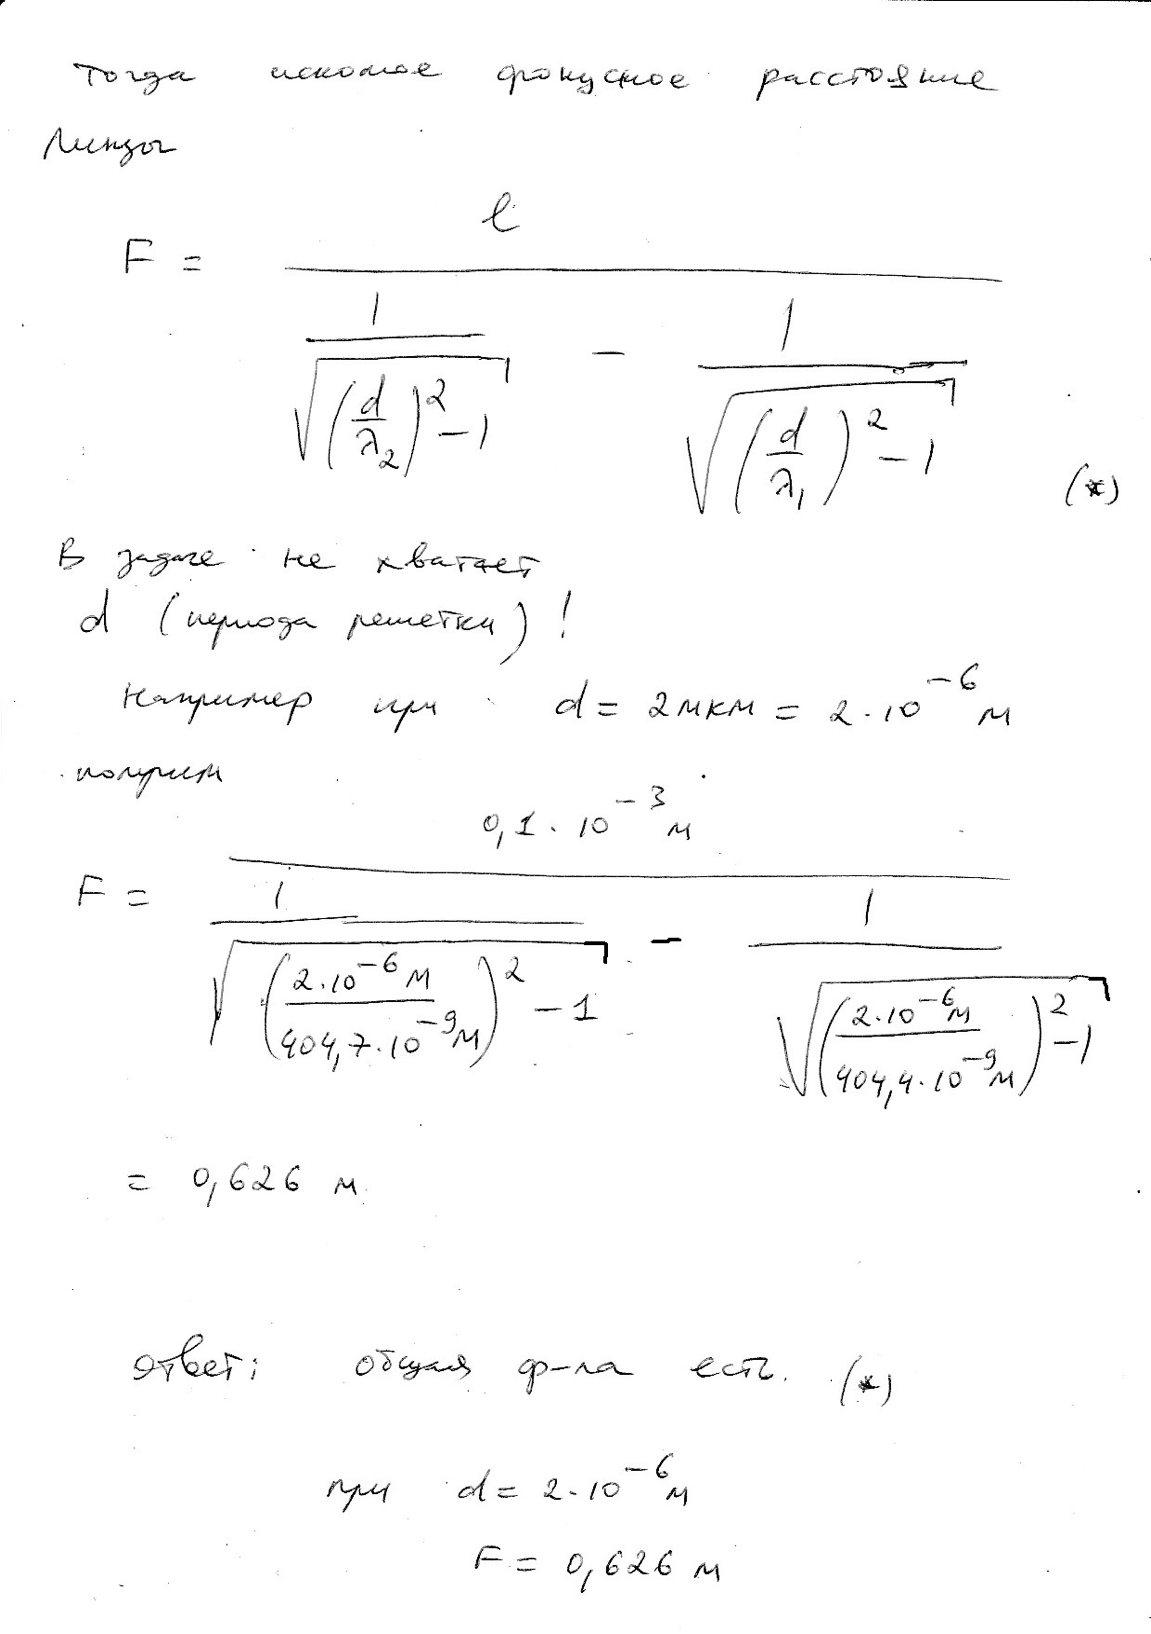 Тогда искомое фокусное расстояние
линзы
F = l / (1/√((d/λ₂)² - 1) - 1/√((d/λ₁)² - 1)) (*)
В задаче не хватает
d (периода решетки)!
Например при d = 2мкм = 2·10⁻⁶ м
получим
F = 0,1·10⁻³ м / (1/√((2·10⁻⁶ м/404,7·10⁻⁹ м)² - 1) - 1/√((2·10⁻⁶ м/404,4·10⁻⁹ м)² - 1))
= 0,626 м
Ответ: общая ф-ла есть (*)
при d = 2·10⁻⁶ м
F = 0,626 м